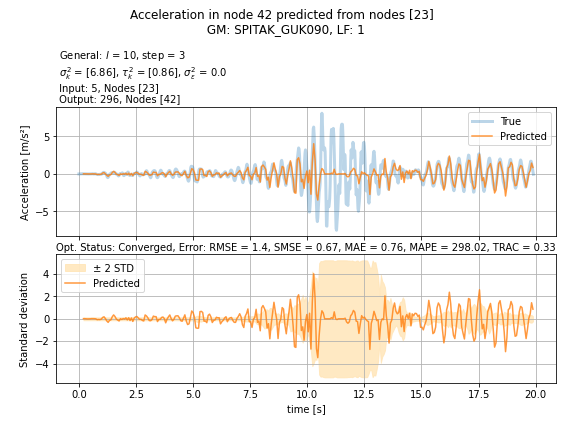 Acceleration in node 42 predicted from nodes [23]
GM: SPITAK_GUK090, LF: 1
General: l = 10, step = 3
σ²ₖ = [6.86], τ²ₖ = [0.86], σ²ε = 0.0
Input: 5, Nodes [23]
Output: 296, Nodes [42]
Acceleration [m/s²]
5
0
−5
True
Predicted
Opt. Status: Converged, Error: RMSE = 1.4, SMSE = 0.67, MAE = 0.76, MAPE = 298.02, TRAC = 0.33
Standard deviation
4
2
0
−2
−4
± 2 STD
Predicted
0.0 2.5 5.0 7.5 10.0 12.5 15.0 17.5 20.0
time [s]